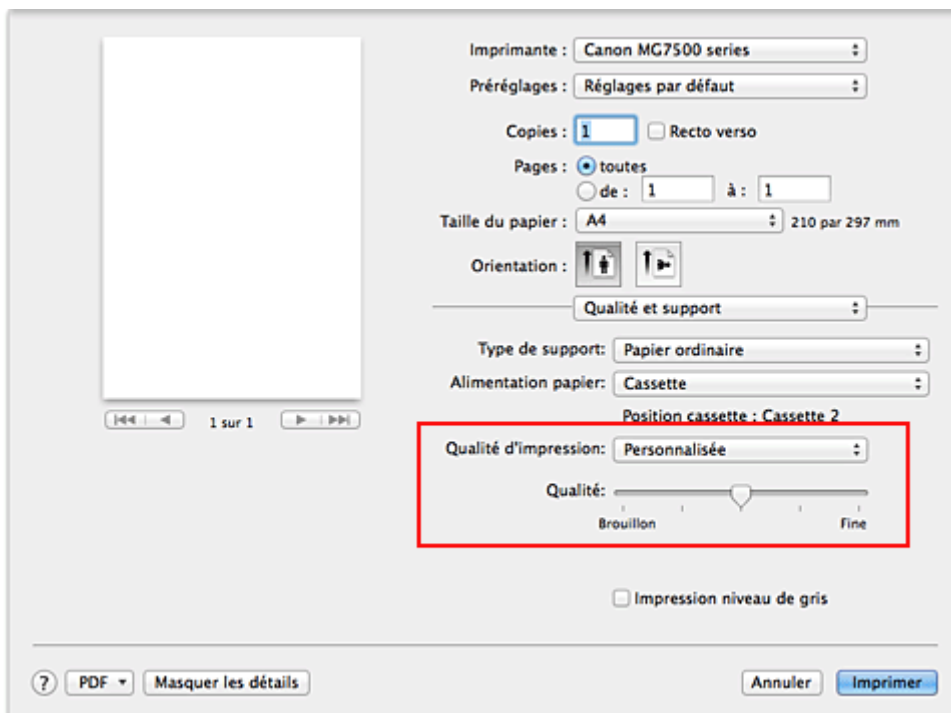 Imprimante : Canon MG7500 series
Préréglages : Réglages par défaut
Copies : 1 Recto verso
Pages : toutes
de : 1 à : 1
Taille du papier : A4 210 par 297 mm
Orientation :
Qualité et support
Type de support: Papier ordinaire
Alimentation papier: Cassette
Position cassette : Cassette 2
1 sur 1
Qualité d'impression: Personnalisée
Qualité:
Brouillon Fine
Impression niveau de gris
? PDF Masquer les détails Annuler Imprimer